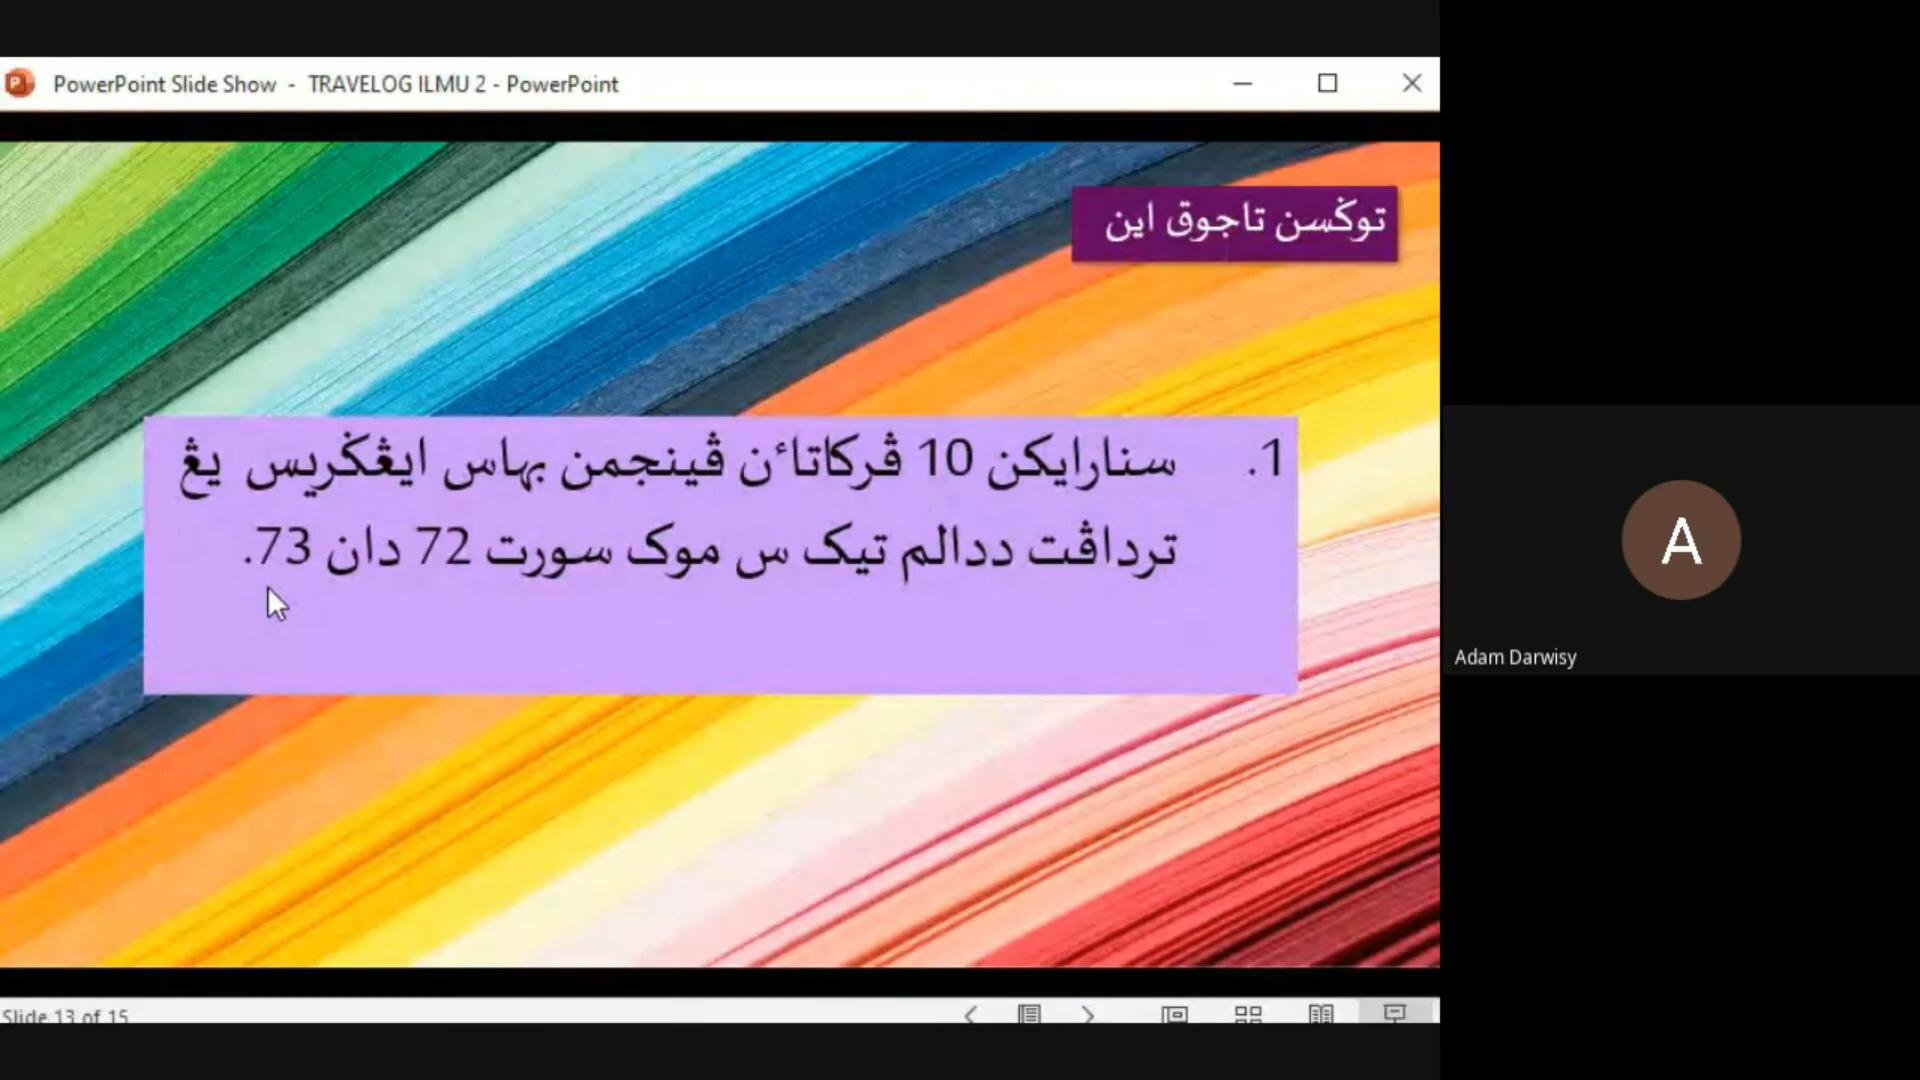 PowerPoint Slide Show - TRAVELOG ILMU 2 - PowerPoint
توݢسن تاجوق اين
1. سنارايکن 10 ڤرکاتاءن ڤينجمن بهاس ايڠݢريس يڠ
ترداڤت ددالم تيک س موک سورت 72 دان 73.
A
Adam Darwisy
Slide 13 of 15